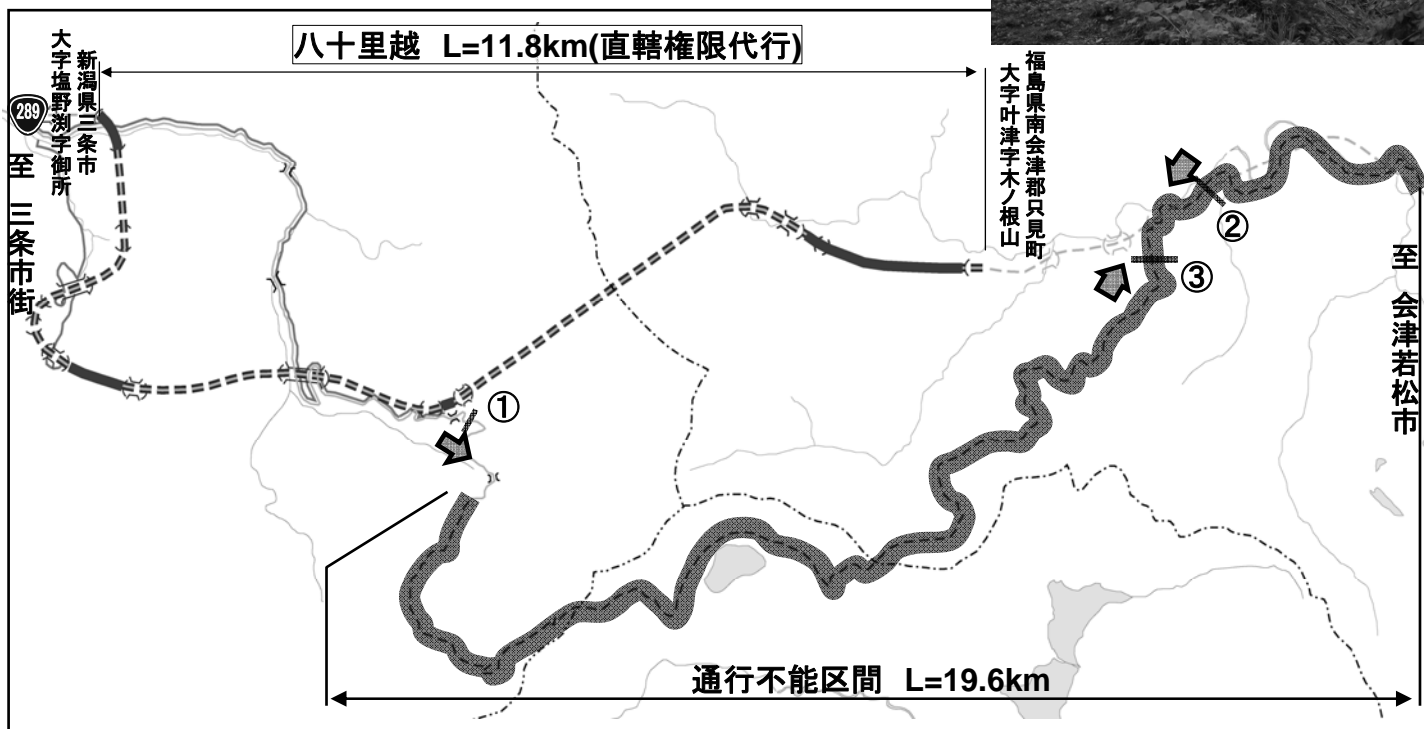 八十里越 L=11.8km(直轄権限代行)
新潟県三条市
大字塩野渕字御所
福島県南会津郡只見町
大字叶津字木ノ根山
289
至 三条市街
至 会津若松市
②
③
①
通行不能区間 L=19.6km